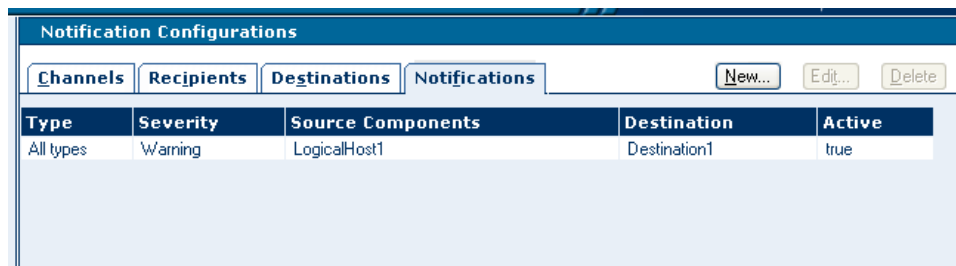 Notification Configurations
Channels Recipients Destinations Notifications New... Edit... Delete
Type Severity Source Components Destination Active
All types Warning LogicalHost1 Destination1 true